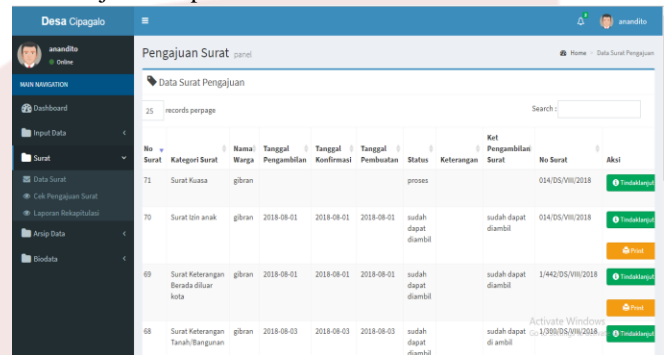 Desa Cipagalo
anandito
anandito
Online
MAIN NAVIGATION
Dashboard
Input Data
Surat
Data Surat
Cek Pengajuan Surat
Laporan Rekapitulasi
Arsip Data
Biodata
Pengajuan Surat panel
Home > Data Surat Pengajuan
Data Surat Pengajuan
25 records perpage
Search :
No Surat Kategori Surat Nama Warga Tanggal Pengambilan Tanggal Konfirmasi Tanggal Pembuatan Status Keterangan Ket Pengambilan Surat No Surat Aksi
71 Surat Kuasa gibran proses 014/DS/VIII/2018 Tindaklanjut
70 Surat Izin anak gibran 2018-08-01 2018-08-01 2018-08-01 sudah dapat diambil sudah dapat diambil 014/DS/VIII/2018 Tindaklanjut
Print
69 Surat Keterangan Berada diluar kota gibran 2018-08-01 2018-08-01 2018-08-01 sudah dapat diambil sudah dapat diambil 1/442/DS/VIII/2018 Tindaklanjut
Print
68 Surat Keterangan Tanah/Bangunan gibran 2018-08-03 2018-08-03 2018-08-03 sudah dapat diambil sudah dapat di ambil Tindaklanjut
Activate Windows